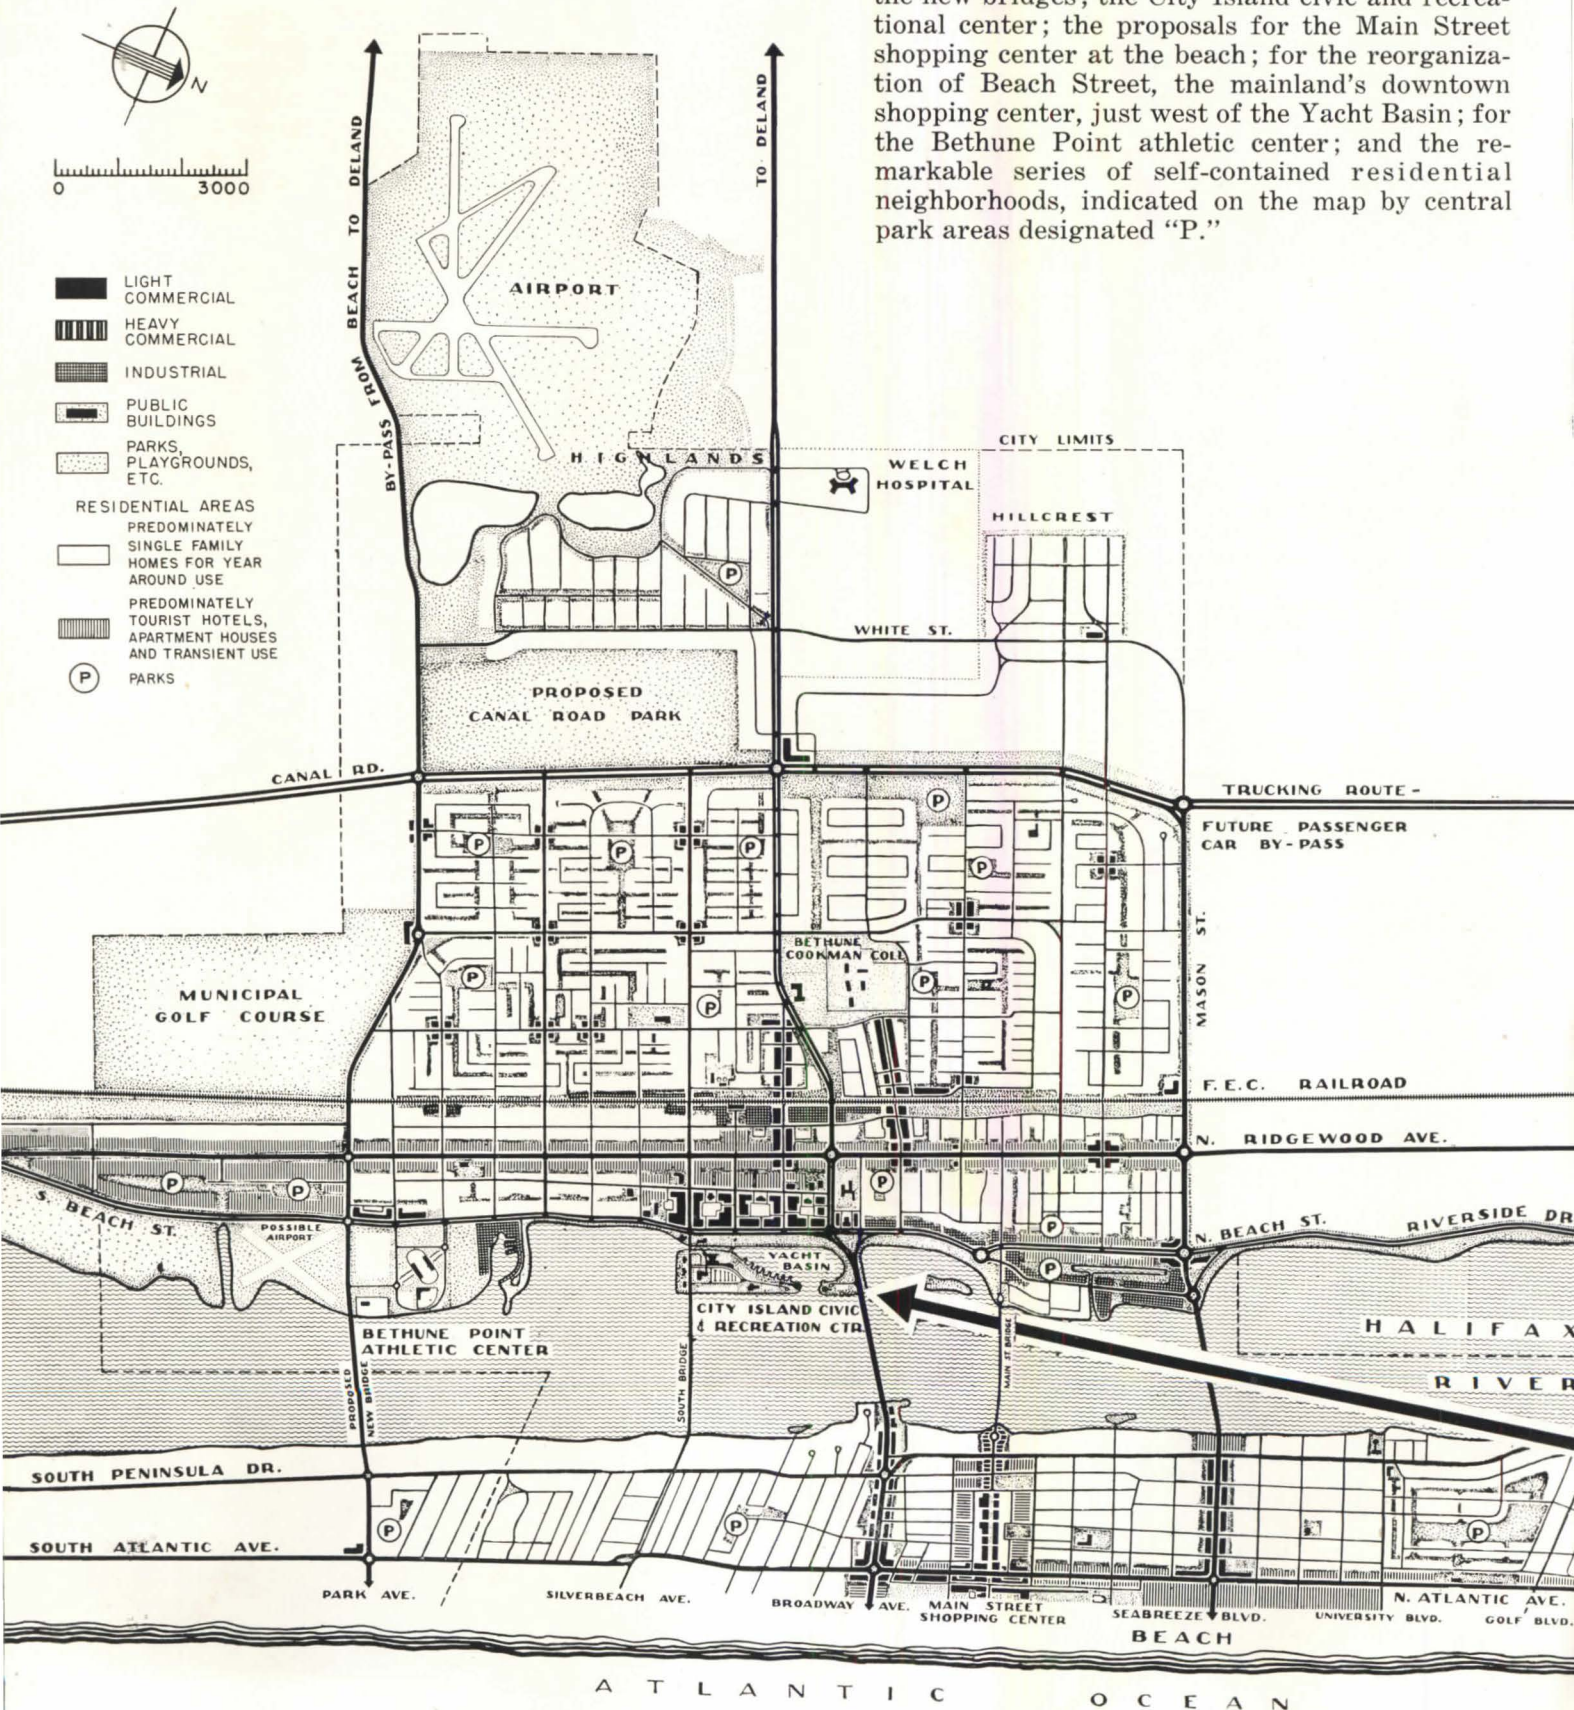 the new bridges; the City Island civic and recrea-
tional center; the proposals for the Main Street
shopping center at the beach; for the reorganiza-
tion of Beach Street, the mainland's downtown
shopping center, just west of the Yacht Basin; for
the Bethune Point athletic center; and the re-
markable series of self-contained residential
neighborhoods, indicated on the map by central
park areas designated “P.”
N
0 3000
LIGHT
COMMERCIAL
HEAVY
COMMERCIAL
INDUSTRIAL
PUBLIC
BUILDINGS
PARKS,
PLAYGROUNDS,
ETC.
RESIDENTIAL AREAS
PREDOMINATELY
SINGLE FAMILY
HOMES FOR YEAR
AROUND USE
PREDOMINATELY
TOURIST HOTELS,
APARTMENT HOUSES
AND TRANSIENT USE
P PARKS
BY-PASS FROM BEACH TO DELAND
TO DELAND
AIRPORT
CITY LIMITS
HIGHLANDS
WELCH
HOSPITAL
HILLCREST
P
WHITE ST.
PROPOSED
CANAL ROAD PARK
CANAL RD.
TRUCKING ROUTE -
FUTURE PASSENGER
CAR BY-PASS
P
P
P
P
P
P
MASON ST.
BETHUNE
COOKMAN COLL
P
P
P
P
MUNICIPAL
GOLF COURSE
F.E.C. RAILROAD
N. RIDGEWOOD AVE.
P
P
P
S. BEACH ST.
POSSIBLE
AIRPORT
P
N. BEACH ST.
RIVERSIDE DR
YACHT
BASIN
P
CITY ISLAND CIVIC
& RECREATION CTR.
BETHUNE POINT
ATHLETIC CENTER
HALIFAX
RIVER
PROPOSED
NEW BRIDGE
SOUTH BRIDGE
MAIN ST BRIDGE
SOUTH PENINSULA DR.
P
P
P
SOUTH ATLANTIC AVE.
PARK AVE.
SILVERBEACH AVE.
BROADWAY AVE.
MAIN STREET
SHOPPING CENTER
SEABREEZE BLVD.
UNIVERSITY BLVD.
N. ATLANTIC AVE.
GOLF BLVD.
BEACH
ATLANTIC OCEAN